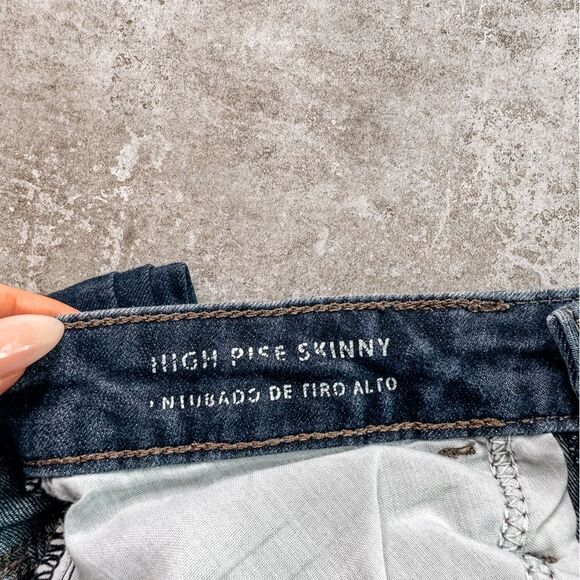 HIGH RISE SKINNY
ENTUBADO DE TIRO ALTO